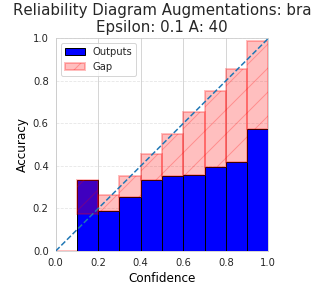 Reliability Diagram Augmentations: bra
Epsilon: 0.1 A: 40
1.0
0.8
0.6
0.4
0.2
0.0
Accuracy
Outputs
Gap
0.0 0.2 0.4 0.6 0.8 1.0
Confidence